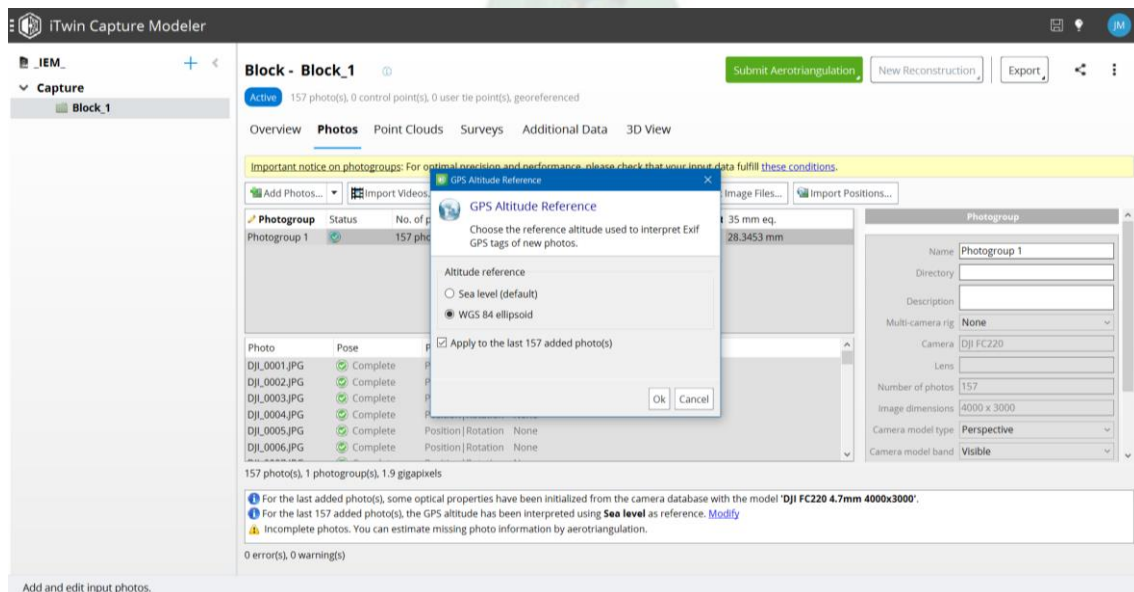 iTwin Capture Modeler
JM
_IEM_
Capture
Block_1
Block - Block_1
Submit Aerotriangulation
New Reconstruction
Export
Active 157 photo(s), 0 control point(s), 0 user tie point(s), georeferenced
Overview Photos Point Clouds Surveys Additional Data 3D View
Important notice on photogroups: For optimal precision and performance, please check that your input data fulfill these conditions.
Add Photos... Import Videos Image Files... Import Positions...
Photogroup Status No. of 35 mm eq.
Photogroup 1 157 28.3453 mm
GPS Altitude Reference
GPS Altitude Reference
Choose the reference altitude used to interpret Exif
GPS tags of new photos.
Altitude reference
Sea level (default)
WGS 84 ellipsoid
Apply to the last 157 added photo(s)
Ok Cancel
Photogroup
Name Photogroup 1
Directory
Description
Multi-camera rig None
Camera DJI FC220
Lens
Number of photos 157
Image dimensions 4000 x 3000
Camera model type Perspective
Camera model band Visible
Photo Pose
DJI_0001.JPG Complete
DJI_0002.JPG Complete
DJI_0003.JPG Complete
DJI_0004.JPG Complete
DJI_0005.JPG Complete Position|Rotation None
DJI_0006.JPG Complete Position|Rotation None
157 photo(s), 1 photogroup(s), 1.9 gigapixels
For the last added photo(s), some optical properties have been initialized from the camera database with the model 'DJI FC220 4.7mm 4000x3000'.
For the last 157 added photo(s), the GPS altitude has been interpreted using Sea level as reference. Modify
Incomplete photos. You can estimate missing photo information by aerotriangulation.
0 error(s), 0 warning(s)
Add and edit input photos.